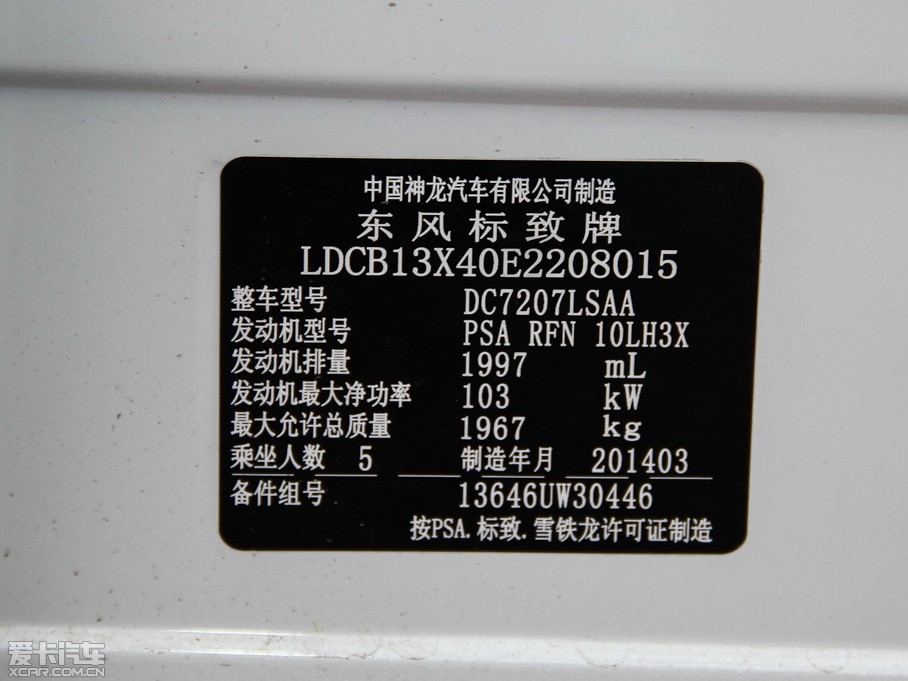 中国神龙汽车有限公司制造
东风标致牌
LDCB13X40E2208015
整车型号 DC7207LSAA
发动机型号 PSA RFN 10LH3X
发动机排量 1997 mL
发动机最大净功率 103 kW
最大允许总质量 1967 kg
乘坐人数 5 制造年月 201403
备件组号 13646UW30446
按PSA.标致.雪铁龙许可证制造
爱卡汽车
XCAR.COM.CN